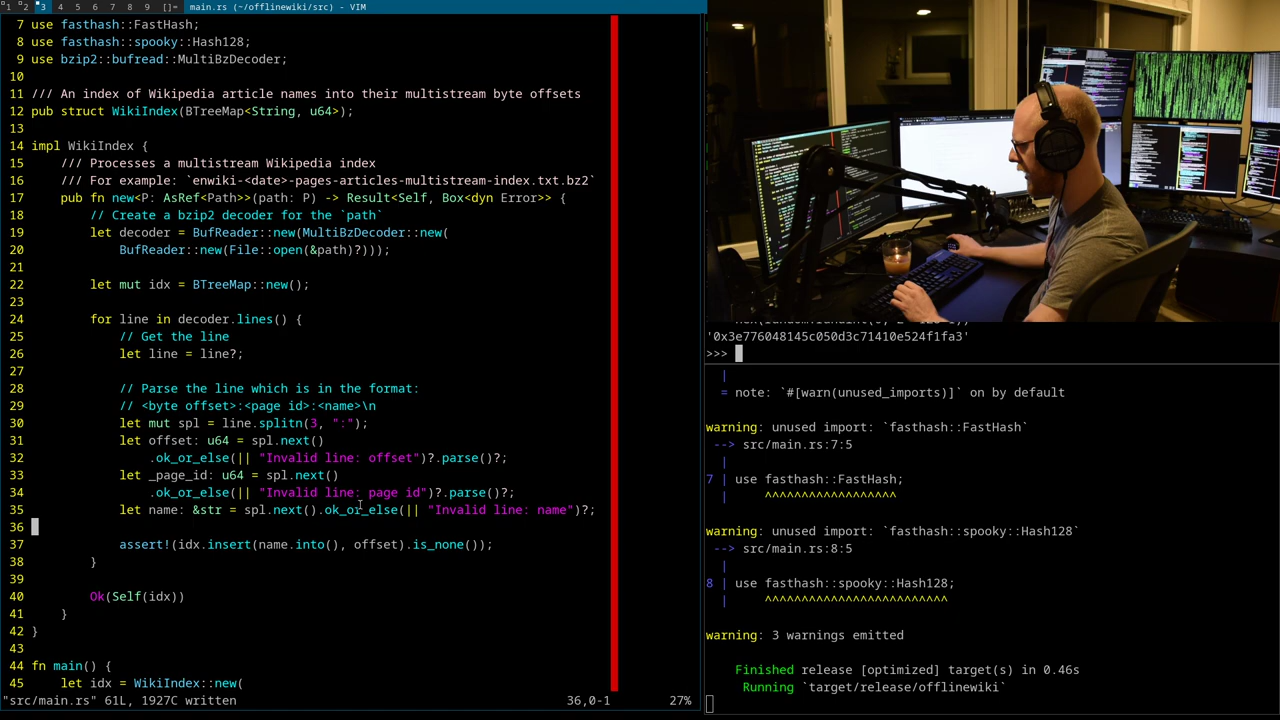 1 2 3 4 5 6 7 8 9 []= main.rs (~/offlinewiki/src) - VIM
7 use fasthash::FastHash;
8 use fasthash::spooky::Hash128;
9 use bzip2::bufread::MultiBzDecoder;
10
11 /// An index of Wikipedia article names into their multistream byte offsets
12 pub struct WikiIndex(BTreeMap<String, u64>);
13
14 impl WikiIndex {
15 /// Processes a multistream Wikipedia index
16 /// For example: `enwiki-<date>-pages-articles-multistream-index.txt.bz2`
17 pub fn new<P: AsRef<Path>>(path: P) -> Result<Self, Box<dyn Error>> {
18 // Create a bzip2 decoder for the `path`
19 let decoder = BufReader::new(MultiBzDecoder::new(
20 BufReader::new(File::open(&path)?)));
21
22 let mut idx = BTreeMap::new();
23
24 for line in decoder.lines() {
25 // Get the line
26 let line = line?;
27
28 // Parse the line which is in the format:
29 // <byte offset>:<page id>:<name>\n
30 let mut spl = line.splitn(3, ":");
31 let offset: u64 = spl.next()
32 .ok_or_else(|| "Invalid line: offset")?.parse()?;
33 let _page_id: u64 = spl.next()
34 .ok_or_else(|| "Invalid line: page id")?.parse()?;
35 let name: &str = spl.next().ok_or_else(|| "Invalid line: name")?;
36
37 assert!(idx.insert(name.into(), offset).is_none());
38 }
39
40 Ok(Self(idx))
41 }
42 }
43
44 fn main() {
45 let idx = WikiIndex::new(
"src/main.rs" 61L, 1927C written 36,0-1 27%
'0x3e776048145c050d3c71410e524f1fa3'
>>>
|
= note: `#[warn(unused_imports)]` on by default
warning: unused import: `fasthash::FastHash`
--> src/main.rs:7:5
|
7 | use fasthash::FastHash;
| ^^^^^^^^^^^^^^^^^^
warning: unused import: `fasthash::spooky::Hash128`
--> src/main.rs:8:5
|
8 | use fasthash::spooky::Hash128;
| ^^^^^^^^^^^^^^^^^^^^^^^^^
warning: 3 warnings emitted
Finished release [optimized] target(s) in 0.46s
Running `target/release/offlinewiki`